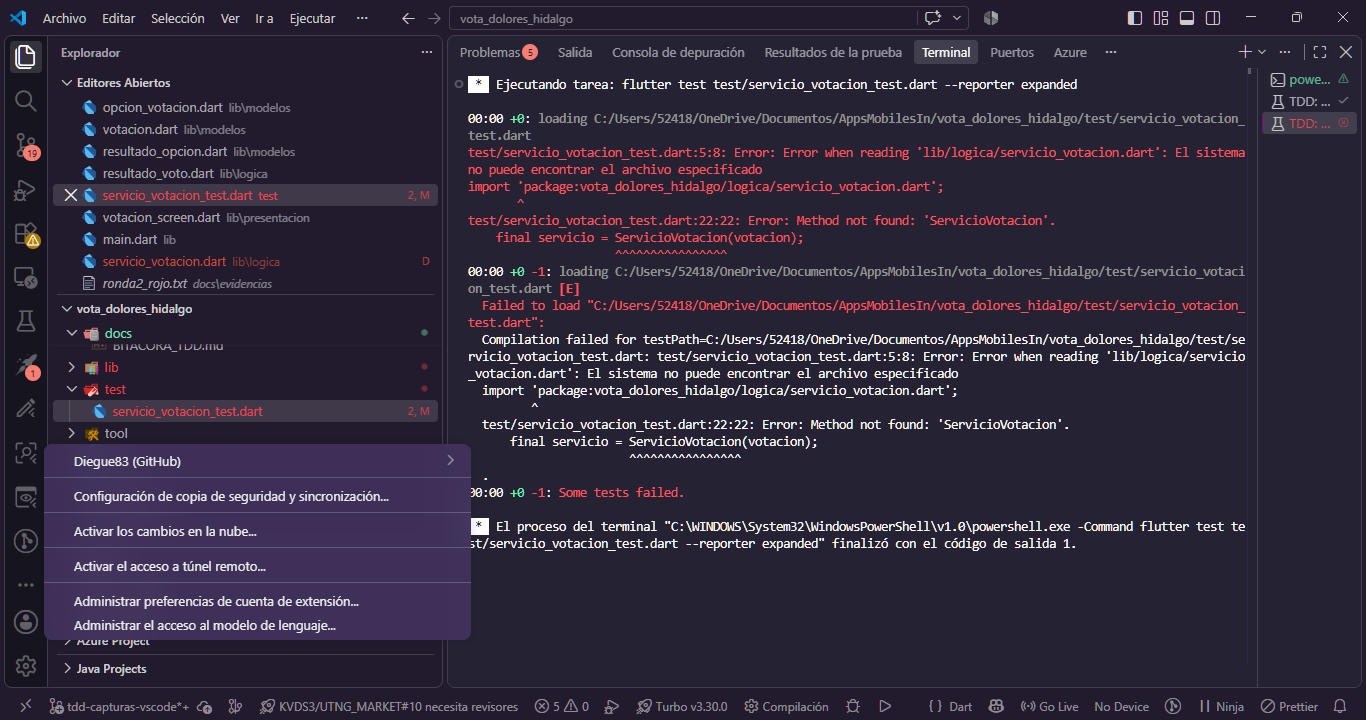 Archivo Editar Selección Ver Ir a Ejecutar ··· vota_dolores_hidalgo
Explorador ···
Editores Abiertos
opcion_votacion.dart lib\modelos
votacion.dart lib\modelos
resultado_opcion.dart lib\modelos
resultado_voto.dart lib\logica
servicio_votacion_test.dart test 2, M
votacion_screen.dart lib\presentacion
main.dart lib
servicio_votacion.dart lib\logica D
ronda2_rojo.txt docs\evidencias
vota_dolores_hidalgo
docs
BITACORA_TDD.md
lib
test
servicio_votacion_test.dart 2, M
tool
19
1
Diegue83 (GitHub)
Configuración de copia de seguridad y sincronización...
Activar los cambios en la nube...
Activar el acceso a túnel remoto...
Administrar preferencias de cuenta de extensión...
Administrar el acceso al modelo de lenguaje...
Azure Project
Java Projects
Problemas 5 Salida Consola de depuración Resultados de la prueba Terminal Puertos Azure ···
* Ejecutando tarea: flutter test test/servicio_votacion_test.dart --reporter expanded
00:00 +0: loading C:/Users/52418/OneDrive/Documentos/AppsMobilesIn/vota_dolores_hidalgo/test/servicio_votacion_
test.dart
test/servicio_votacion_test.dart:5:8: Error: Error when reading 'lib/logica/servicio_votacion.dart': El sistema
no puede encontrar el archivo especificado
import 'package:vota_dolores_hidalgo/logica/servicio_votacion.dart';
^
test/servicio_votacion_test.dart:22:22: Error: Method not found: 'ServicioVotacion'.
final servicio = ServicioVotacion(votacion);
^^^^^^^^^^^^^^^^
00:00 +0 -1: loading C:/Users/52418/OneDrive/Documentos/AppsMobilesIn/vota_dolores_hidalgo/test/servicio_votaci
on_test.dart [E]
Failed to load "C:/Users/52418/OneDrive/Documentos/AppsMobilesIn/vota_dolores_hidalgo/test/servicio_votacion_
test.dart":
Compilation failed for testPath=C:/Users/52418/OneDrive/Documentos/AppsMobilesIn/vota_dolores_hidalgo/test/se
rvicio_votacion_test.dart: test/servicio_votacion_test.dart:5:8: Error: Error when reading 'lib/logica/servicio
_votacion.dart': El sistema no puede encontrar el archivo especificado
import 'package:vota_dolores_hidalgo/logica/servicio_votacion.dart';
^
test/servicio_votacion_test.dart:22:22: Error: Method not found: 'ServicioVotacion'.
final servicio = ServicioVotacion(votacion);
^^^^^^^^^^^^^^^^
.
00:00 +0 -1: Some tests failed.
* El proceso del terminal "C:\WINDOWS\System32\WindowsPowerShell\v1.0\powershell.exe -Command flutter test te
st/servicio_votacion_test.dart --reporter expanded" finalizó con el código de salida 1.
powe...
TDD: ...
TDD: ...
tdd-capturas-vscode*+ KVDS3/UTNG_MARKET#10 necesita revisores 5 0 Turbo v3.30.0 Compilación { } Dart Go Live No Device Ninja Prettier